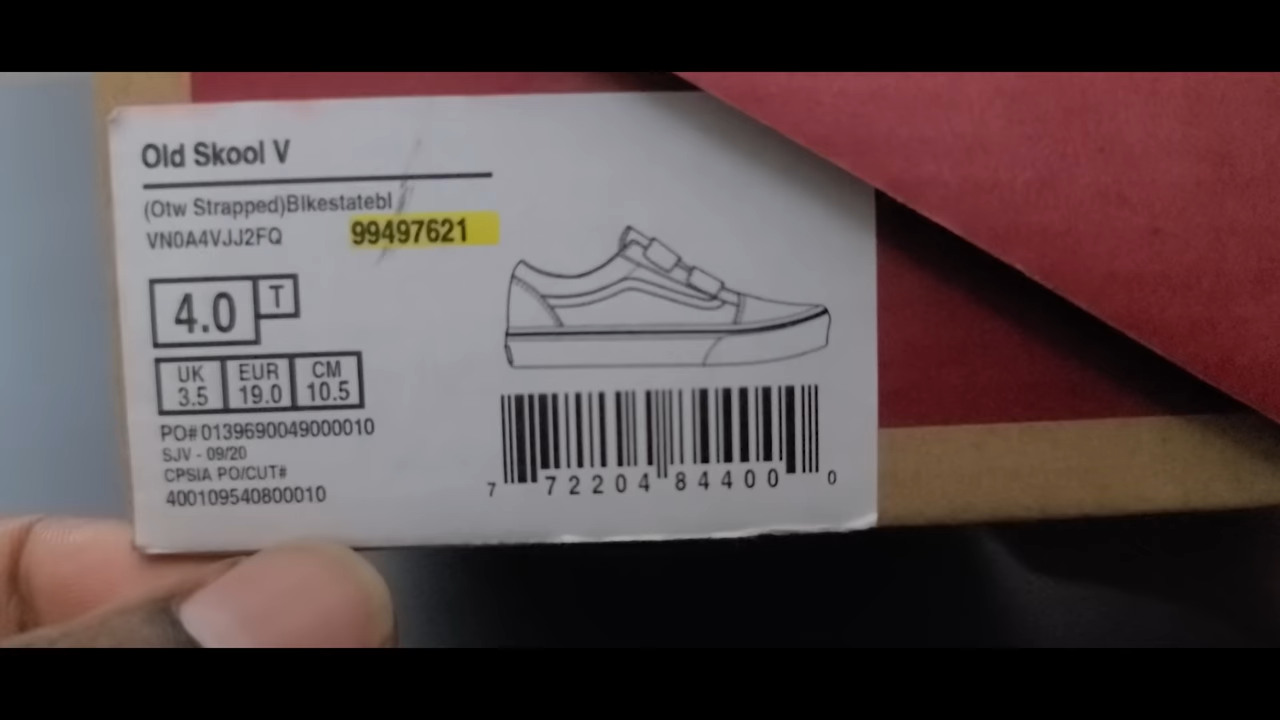 Old Skool V
(Otw Strapped)Blkestatebl
VN0A4VJJ2FQ 99497621
4.0 T
UK EUR CM
3.5 19.0 10.5
PO# 0139690049000010
SJV - 09/20
CPSIA PO/CUT#
400109540800010
7 72204 84400 0